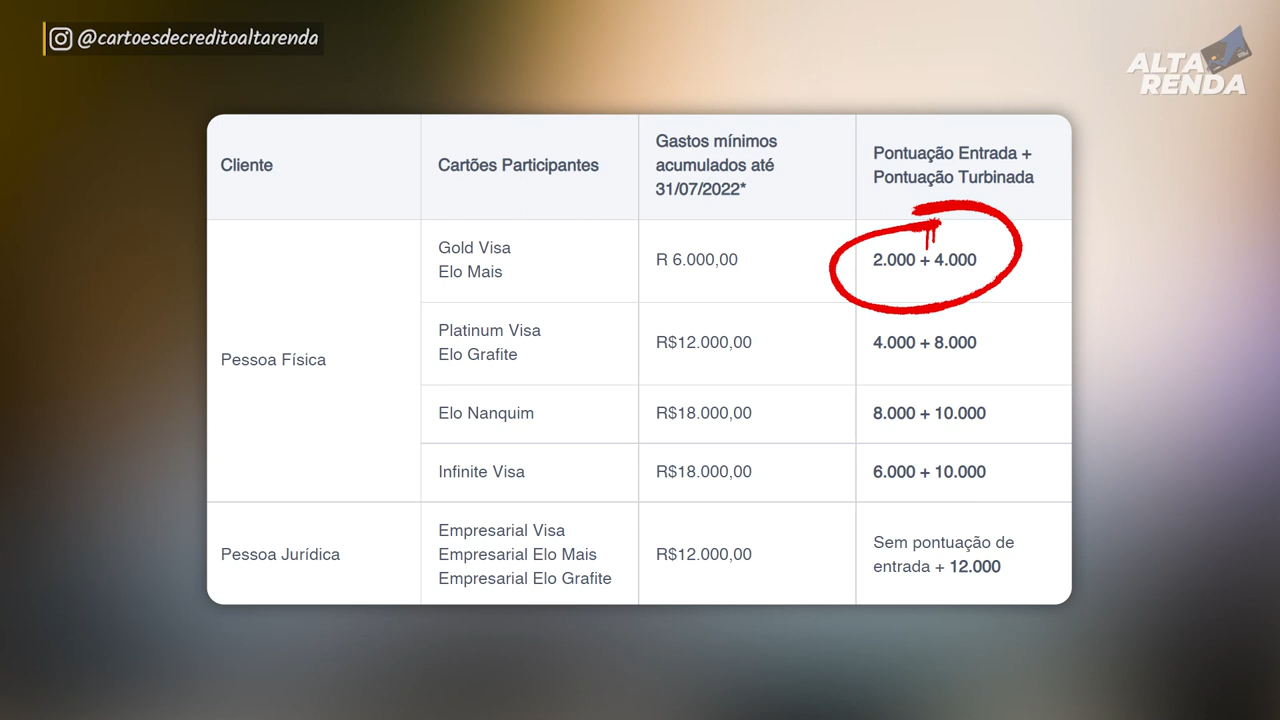 @cartoesdecreditoaltarenda
ALTA
RENDA
Cliente
Cartões Participantes
Gastos mínimos
acumulados até
31/07/2022*
Pontuação Entrada +
Pontuação Turbinada
Pessoa Física
Gold Visa
Elo Mais
R 6.000,00
2.000 + 4.000
Platinum Visa
Elo Grafite
R$12.000,00
4.000 + 8.000
Elo Nanquim
R$18.000,00
8.000 + 10.000
Infinite Visa
R$18.000,00
6.000 + 10.000
Pessoa Jurídica
Empresarial Visa
Empresarial Elo Mais
Empresarial Elo Grafite
R$12.000,00
Sem pontuação de
entrada + 12.000